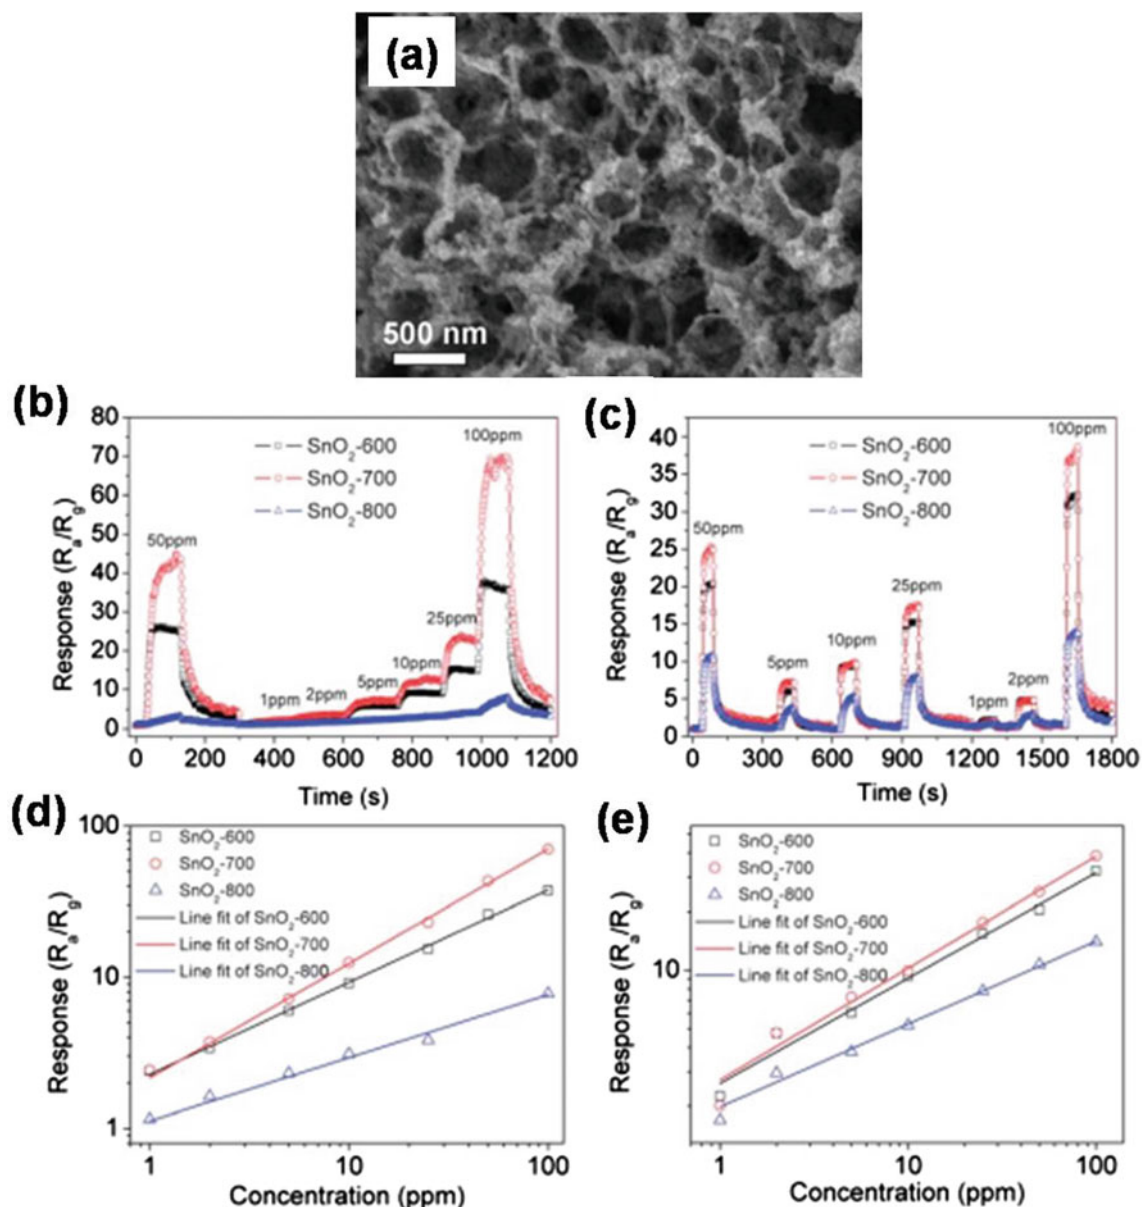 (a)
500 nm
(b)
80
70
60
50
40
30
20
10
0
Response (Rₐ/R_g)
SnO₂-600
SnO₂-700
SnO₂-800
50ppm
1ppm
2ppm
5ppm
10ppm
25ppm
100ppm
0 200 400 600 800 1000 1200
Time (s)
(c)
40
35
30
25
20
15
10
5
0
Response (Rₐ/R_g)
SnO₂-600
SnO₂-700
SnO₂-800
50ppm
5ppm
10ppm
25ppm
1ppm
2ppm
100ppm
0 300 600 900 1200 1500 1800
Time (s)
(d)
100
10
1
Response (Rₐ/R_g)
SnO₂-600
SnO₂-700
SnO₂-800
Line fit of SnO₂-600
Line fit of SnO₂-700
Line fit of SnO₂-800
1 10 100
Concentration (ppm)
(e)
10
Response (Rₐ/R_g)
SnO₂-600
SnO₂-700
SnO₂-800
Line fit of SnO₂-600
Line fit of SnO₂-700
Line fit of SnO₂-800
1 10 100
Concentration (ppm)